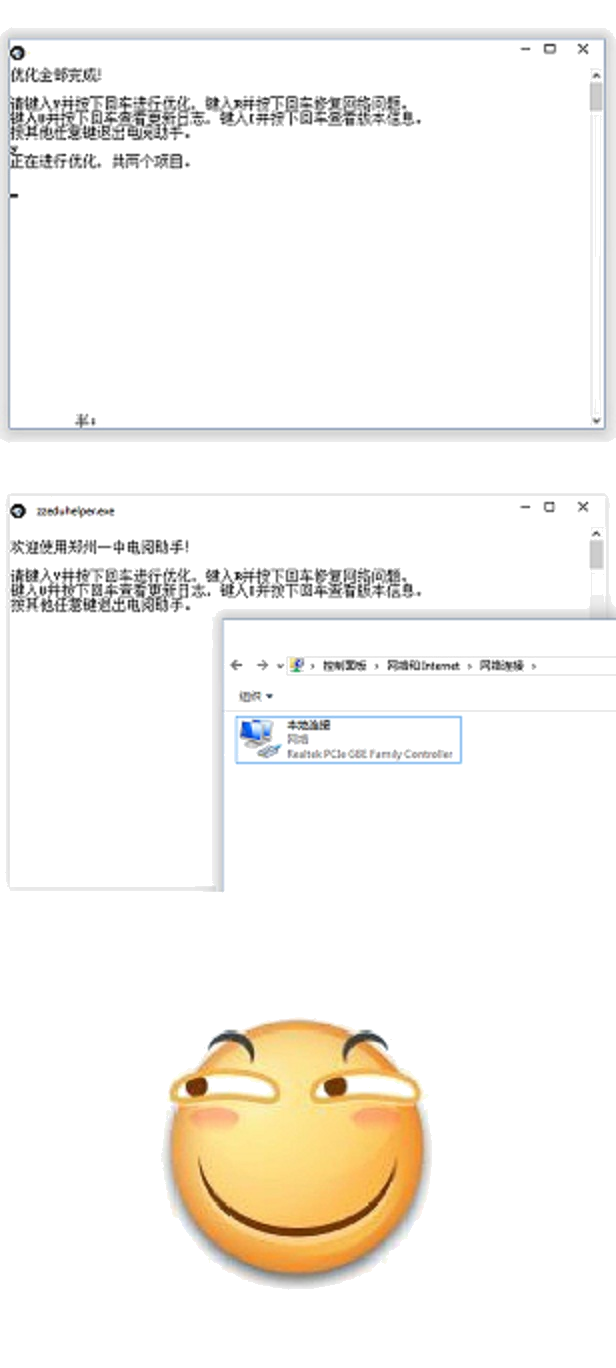 优化全部完成!
请键入Y并按下回车进行优化，键入R并按下回车修复网络问题。
键入U并按下回车查看更新日志，键入I并按下回车查看版本信息。
按其他任意键退出电阅助手。
y
正在进行优化，共两个项目。
半:
zzeduhelper.exe
欢迎使用郑州一中电阅助手!
请键入Y并按下回车进行优化，键入R并按下回车修复网络问题。
键入U并按下回车查看更新日志，键入I并按下回车查看版本信息。
按其他任意键退出电阅助手。
控制面板 › 网络和 Internet › 网络连接 ›
组织
本地连接
网络
Realtek PCIe GBE Family Controller